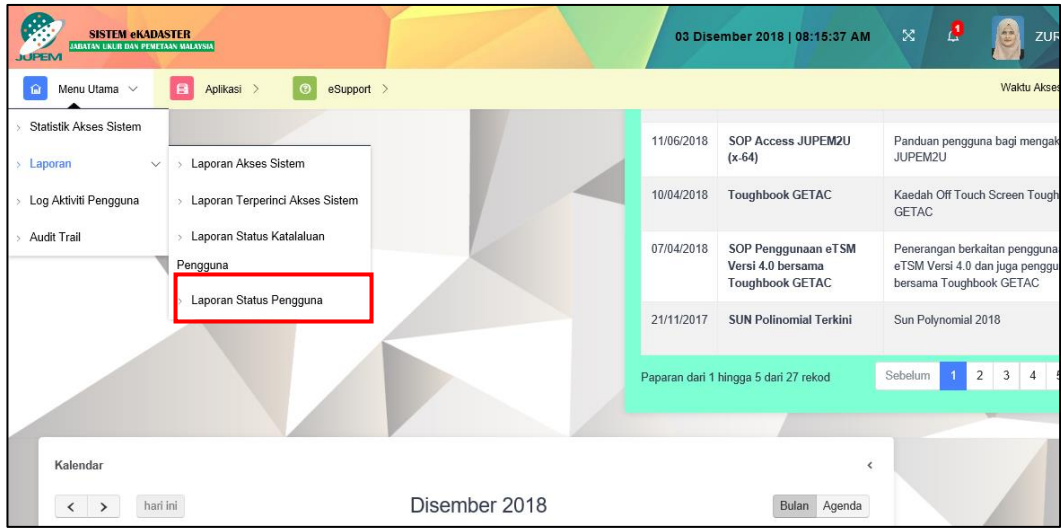 SISTEM eKADASTER
JABATAN UKUR DAN PEMETAAN MALAYSIA
JUPEM
03 Disember 2018 | 08:15:37 AM
1
ZUR
Menu Utama
Aplikasi
eSupport
Waktu Akses
Statistik Akses Sistem
Laporan
Log Aktiviti Pengguna
Audit Trail
Laporan Akses Sistem
Laporan Terperinci Akses Sistem
Laporan Status Katalaluan
Pengguna
Laporan Status Pengguna
11/06/2018 SOP Access JUPEM2U Panduan pengguna bagi mengak
(x-64) JUPEM2U
10/04/2018 Toughbook GETAC Kaedah Off Touch Screen Tough
GETAC
07/04/2018 SOP Penggunaan eTSM Penerangan berkaitan pengguna
Versi 4.0 bersama eTSM Versi 4.0 dan juga penggu
Toughbook GETAC bersama Toughbook GETAC
21/11/2017 SUN Polinomial Terkini Sun Polynomial 2018
Paparan dari 1 hingga 5 dari 27 rekod
Sebelum 1 2 3 4
Kalendar
hari ini
Disember 2018
Bulan Agenda